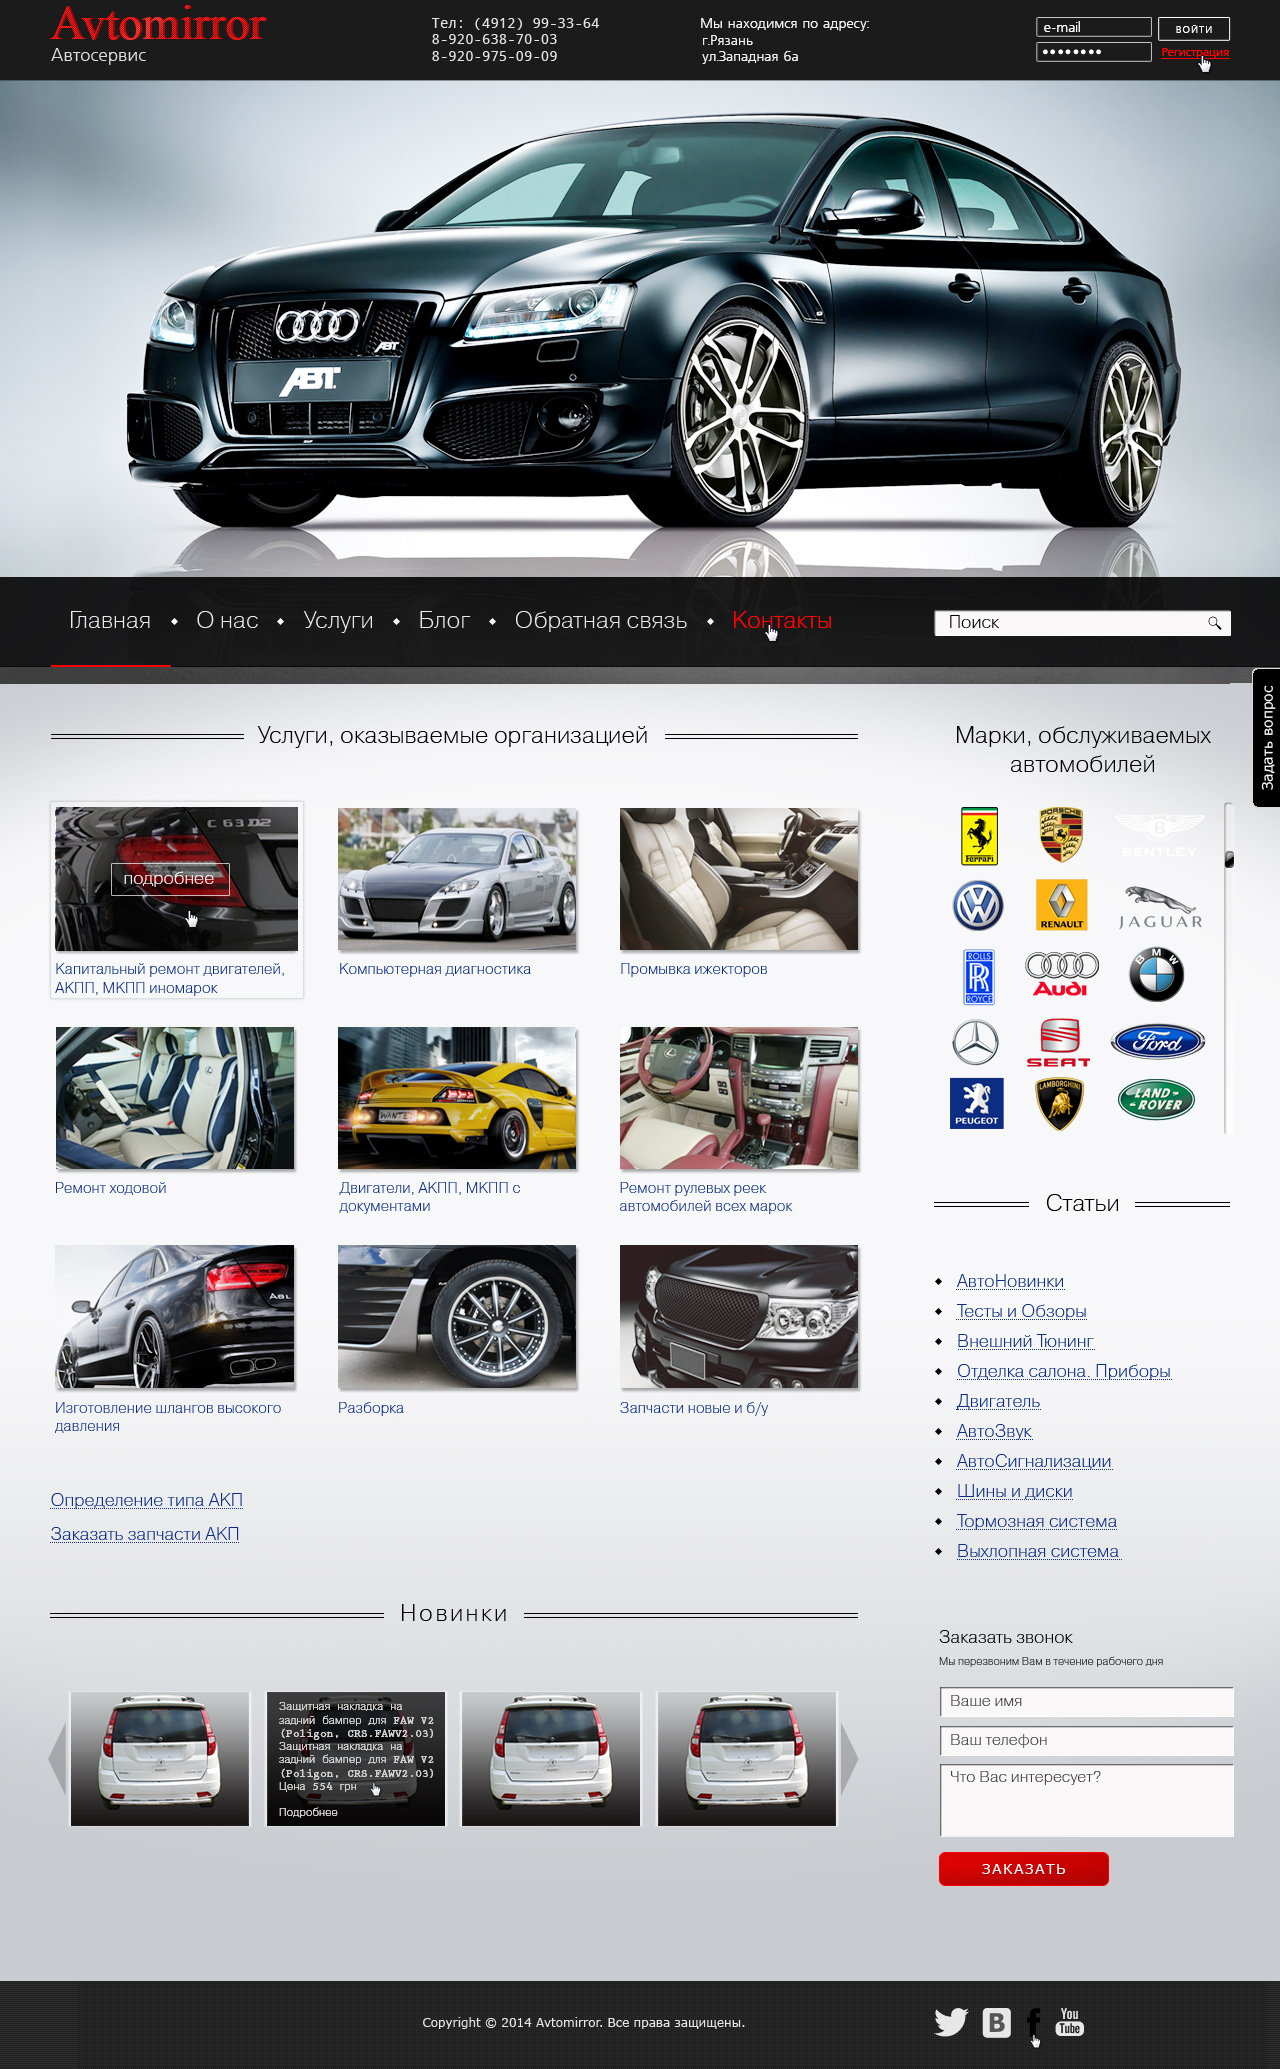 Avtomirror
Автосервис
Тел: (4912) 99-33-64
8-920-638-70-03
8-920-975-09-09
Мы находимся по адресу:
г.Рязань
ул.Западная 6а
e-mail
ВОЙТИ
Регистрация
ABT
ABT
Главная
О нас
Услуги
Блог
Обратная связь
Контакты
Поиск
Задать вопрос
Услуги, оказываемые организацией
C 63
подробнее
Капитальный ремонт двигателей,
АКПП, МКПП иномарок
Компьютерная диагностика
Промывка ижекторов
Ремонт ходовой
WANTED
Двигатели, АКПП, МКПП с
документами
Ремонт рулевых реек
автомобилей всех марок
A8L
Изготовление шлангов высокого
давления
Разборка
Запчасти новые и б/у
Определение типа АКП
Заказать запчасти АКП
Новинки
Защитная накладка на
задний бампер для FAW V2
(Poligon, CRS.FAWV2.03)
Защитная накладка на
задний бампер для FAW V2
(Poligon, CRS.FAWV2.03)
Цена 554 грн
Подробнее
Марки, обслуживаемых
автомобилей
Ferrari
PORSCHE
B
BENTLEY
RENAULT
JAGUAR
ROLLS
RR
ROYCE
Audi
BMW
SEAT
Ford
PEUGEOT
LAMBORGHINI
LAND-
-ROVER
Статьи
АвтоНовинки
Тесты и Обзоры
Внешний Тюнинг
Отделка салона. Приборы
Двигатель
АвтоЗвук
АвтоСигнализации
Шины и диски
Тормозная система
Выхлопная система
Заказать звонок
Мы перезвоним Вам в течение рабочего дня
Ваше имя
Ваш телефон
Что Вас интересует?
ЗАКАЗАТЬ
Copyright © 2014 Avtomirror. Все права защищены.
B
f
You
Tube